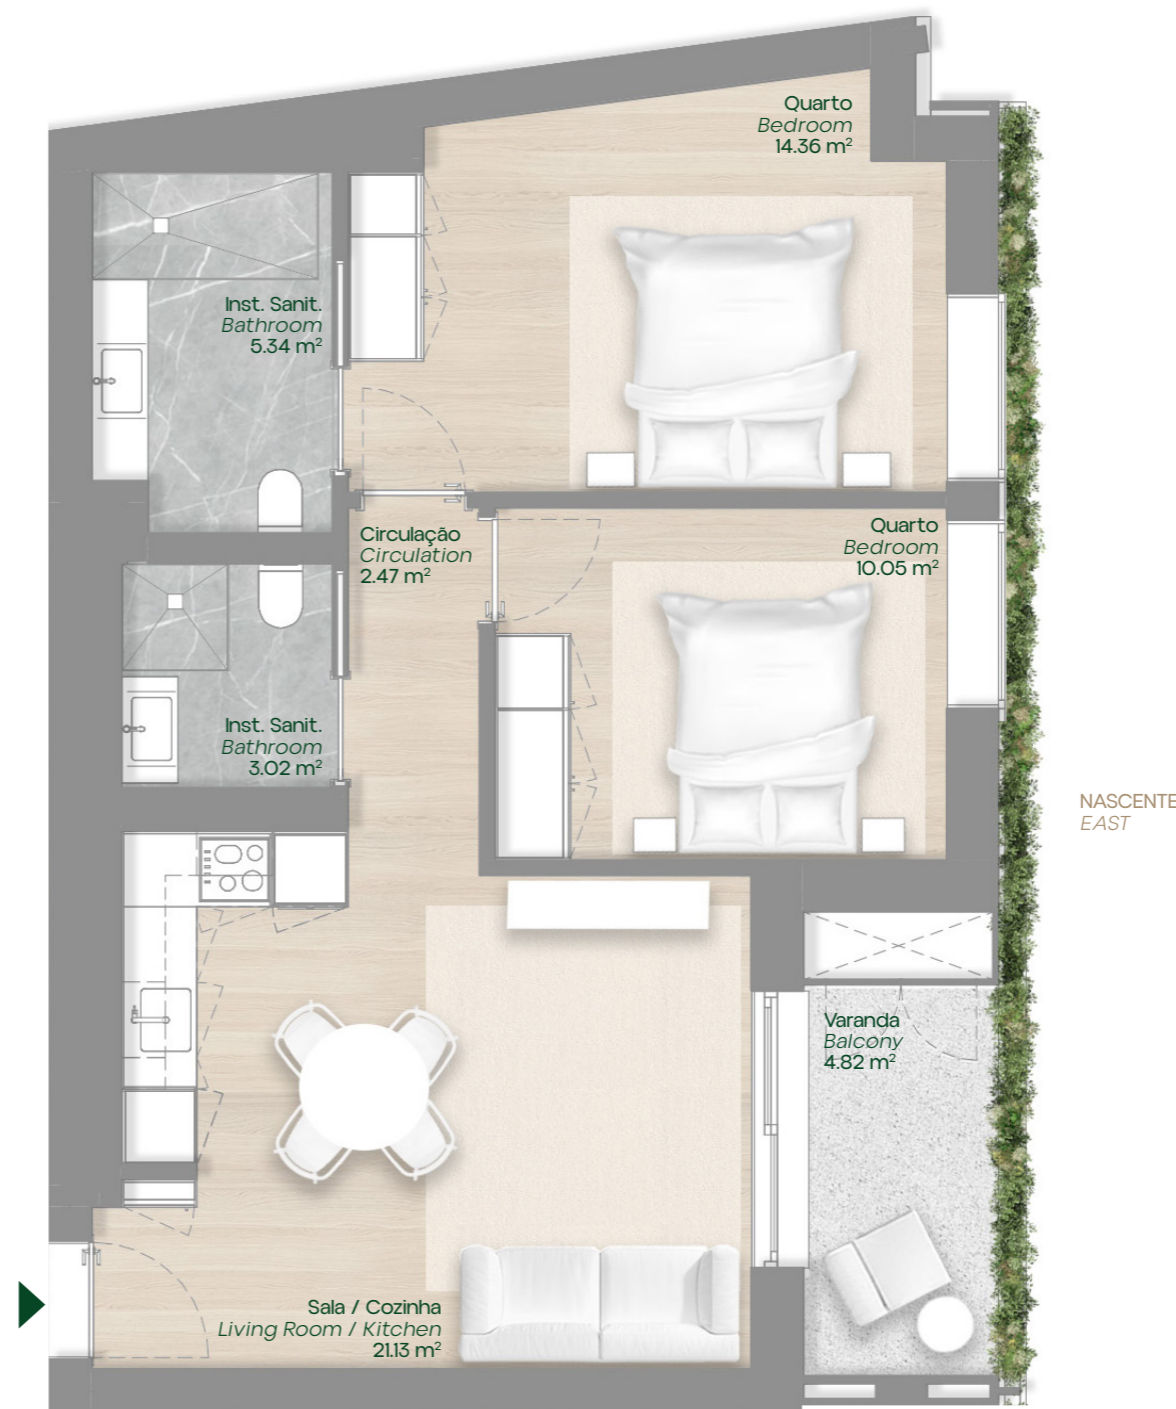 Quarto
Bedroom
14.36 m²
Inst. Sanit.
Bathroom
5.34 m²
Circulação
Circulation
2.47 m²
Quarto
Bedroom
10.05 m²
Inst. Sanit.
Bathroom
3.02 m²
NASCENTE
EAST
Varanda
Balcony
4.82 m²
Sala / Cozinha
Living Room / Kitchen
21.13 m²